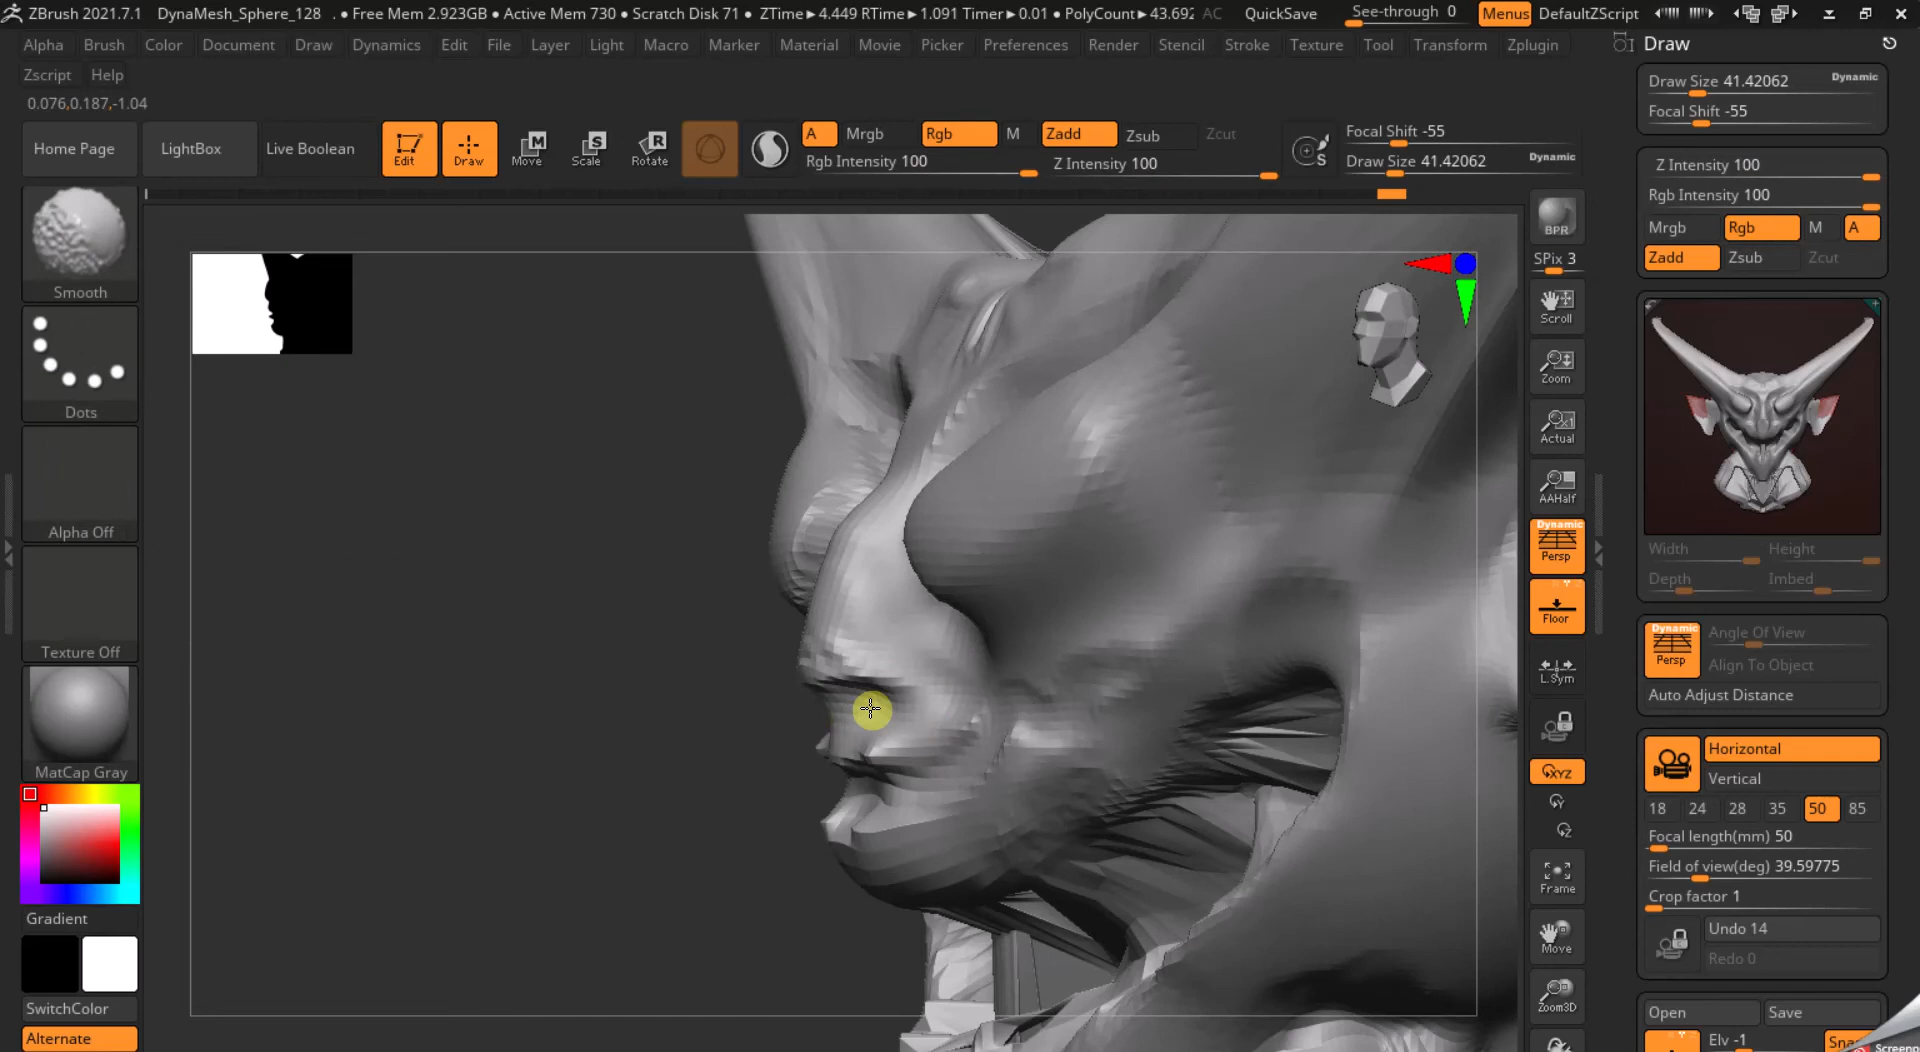 ZBrush 2021.7.1 DynaMesh_Sphere_128 . ● Free Mem 2.923GB ● Active Mem 730 ● Scratch Disk 71 ● ZTime►4.449 RTime►1.091 Timer►0.01 ● PolyCount►43.692 AC QuickSave See-through 0 Menus DefaultZScript
Alpha Brush Color Document Draw Dynamics Edit File Layer Light Macro Marker Material Movie Picker Preferences Render Stencil Stroke Texture Tool Transform Zplugin
Zscript Help
0.076,0.187,-1.04
Home Page LightBox Live Boolean Edit Draw Move Scale Rotate
M S R
A Mrgb Rgb M Zadd Zsub Zcut
Rgb Intensity 100 Z Intensity 100
S
Focal Shift -55
Draw Size 41.42062 Dynamic
Smooth
Dots
Alpha Off
Texture Off
MatCap Gray
Gradient
SwitchColor
Alternate
BPR
SPix 3
Scroll
Zoom
Actual
AAHalf
Dynamic
Persp
Floor
L.Sym
XYZ
Y
Z
Frame
Move
Zoom3D
Draw
Draw Size 41.42062 Dynamic
Focal Shift -55
Z Intensity 100
Rgb Intensity 100
Mrgb Rgb M A
Zadd Zsub Zcut
Width Height
Depth Imbed
Dynamic
Persp
Angle Of View
Align To Object
Auto Adjust Distance
Horizontal
Vertical
18 24 28 35 50 85
Focal length(mm) 50
Field of view(deg) 39.59775
Crop factor 1
Undo 14
Redo 0
Open Save
Elv -1